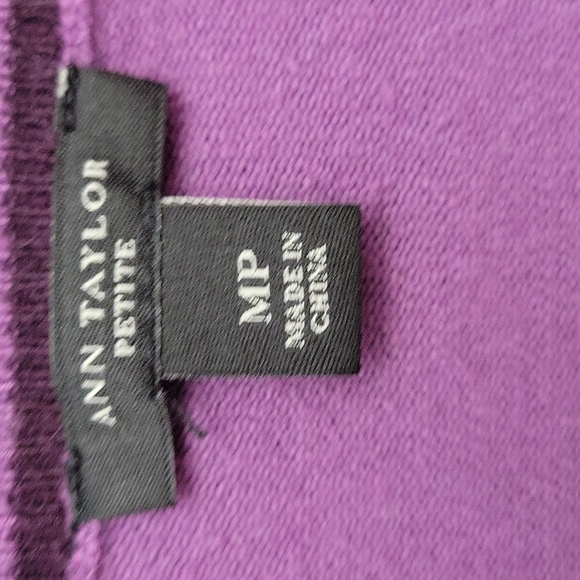 ANN TAYLOR
PETITE
MP
MADE IN
CHINA